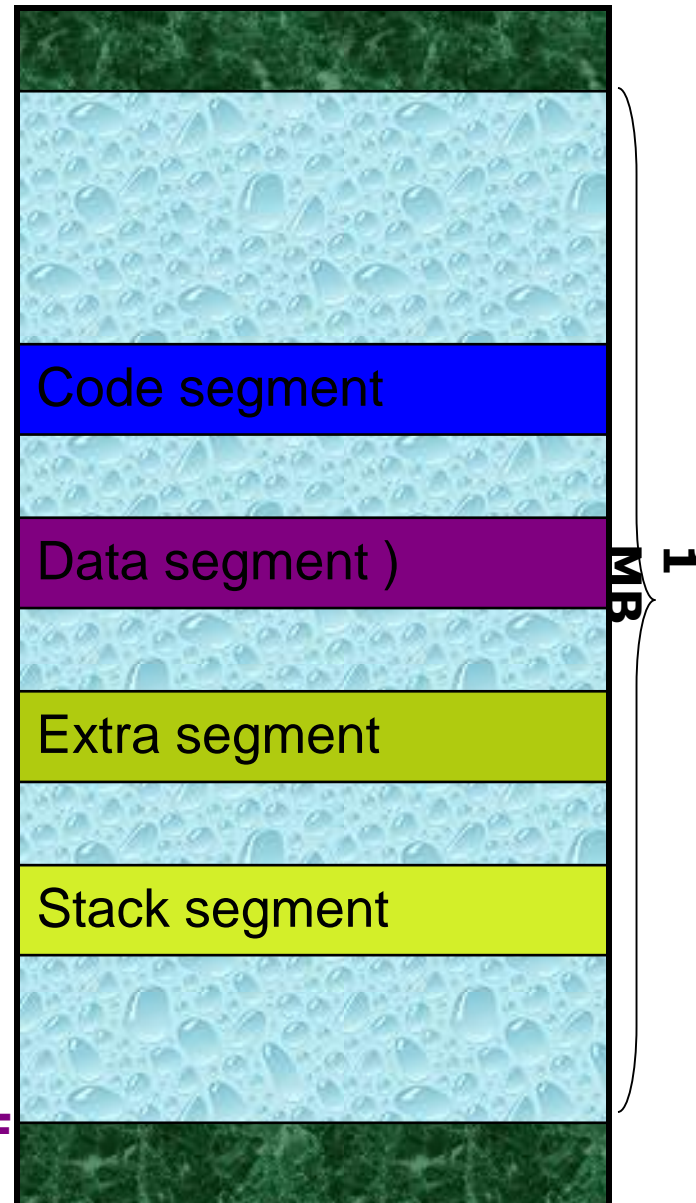 Code segment
Data segment )
Extra segment
Stack segment
1
MB